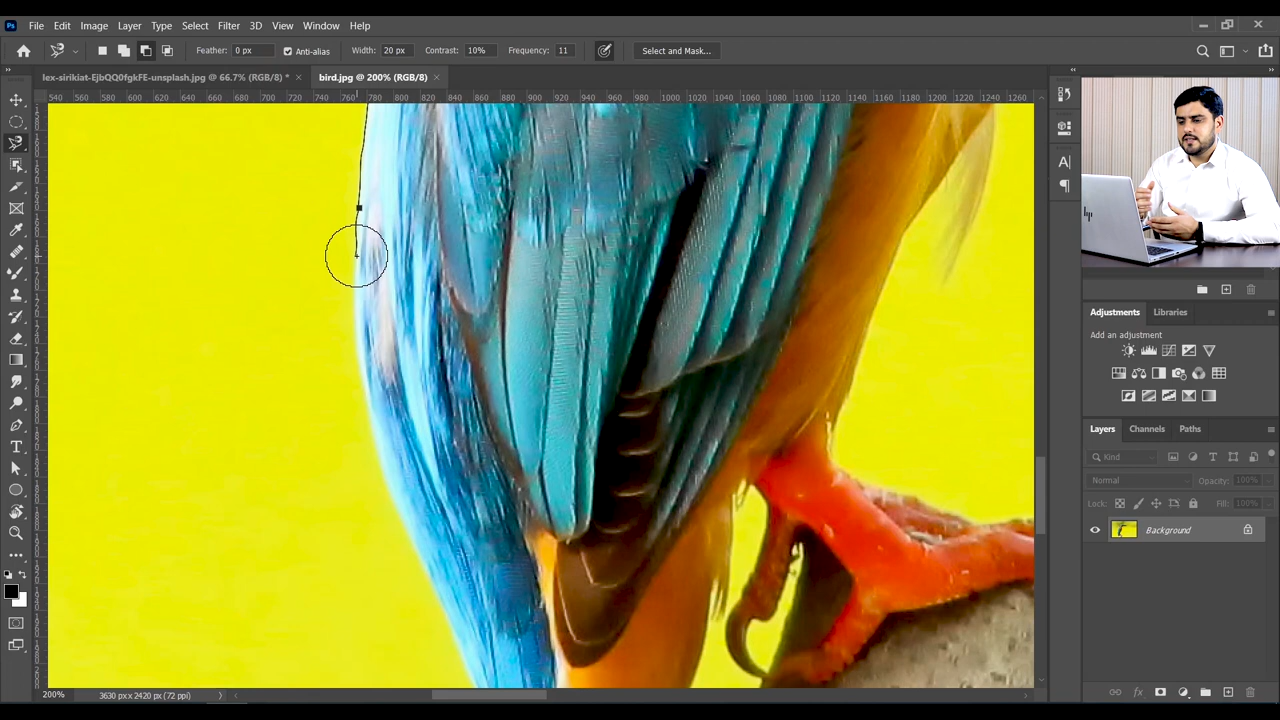 Ps File Edit Image Layer Type Select Filter 3D View Window Help
Feather: 0 px Anti-alias Width: 20 px Contrast: 10% Frequency: 11 Select and Mask...
lex-sirikiat-EjbQQ0fgkFE-unsplash.jpg @ 66.7% (RGB/8) * bird.jpg @ 200% (RGB/8)
540 560 580 600 620 640 660 680 700 720 740 760 780 800 820 840 860 880 900 920 940 960 980 1000 1020 1040 1060 1080 1100 1120 1140 1160 1180 1200 1220 1240 1260
Adjustments Libraries
Add an adjustment
Layers Channels Paths
Kind
Normal Opacity: 100%
Lock: Fill: 100%
Background
200% 3630 px x 2420 px (72 ppi)